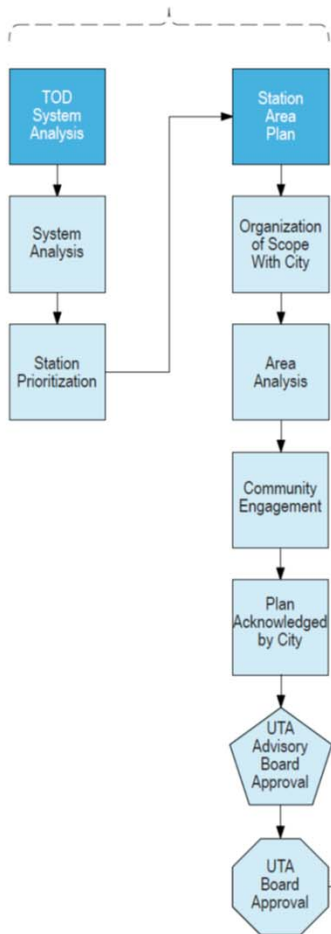 TOD
System
Analysis
System
Analysis
Station
Prioritization
Station
Area
Plan
Organization
of Scope
With City
Area
Analysis
Community
Engagement
Plan
Acknowledged
by City
UTA
Advisory
Board
Approval
UTA
Board
Approval